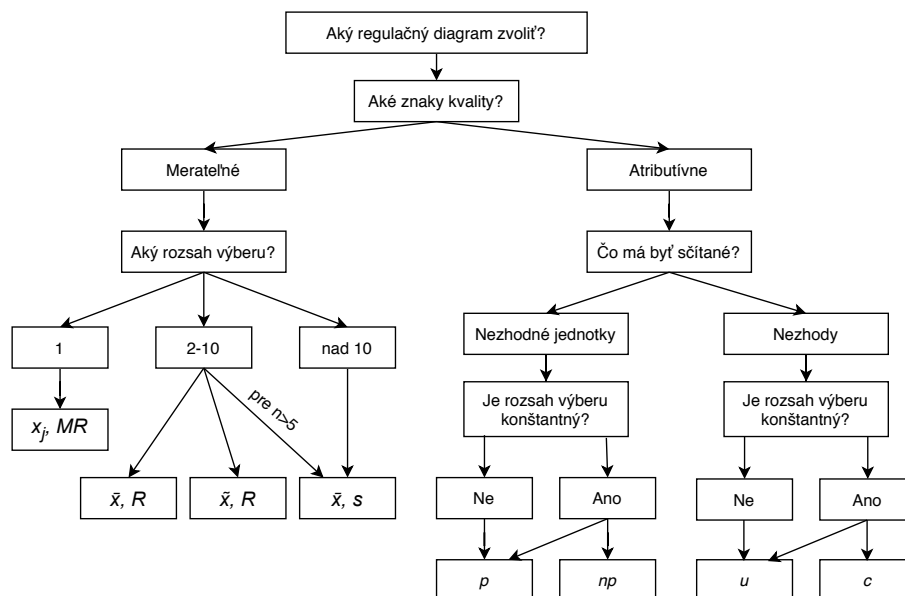 Aký regulačný diagram zvoliť?
Aké znaky kvality?
Merateľné
Atributívne
Aký rozsah výberu?
Čo má byť sčítané?
1
2-10
nad 10
Nezhodné jednotky
Nezhody
pre n>5
Je rozsah výberu
konštantný?
Je rozsah výberu
konštantný?
xⱼ, MR
x̄, R
x̃, R
x̄, s
Ne
Ano
Ne
Ano
p
np
u
c